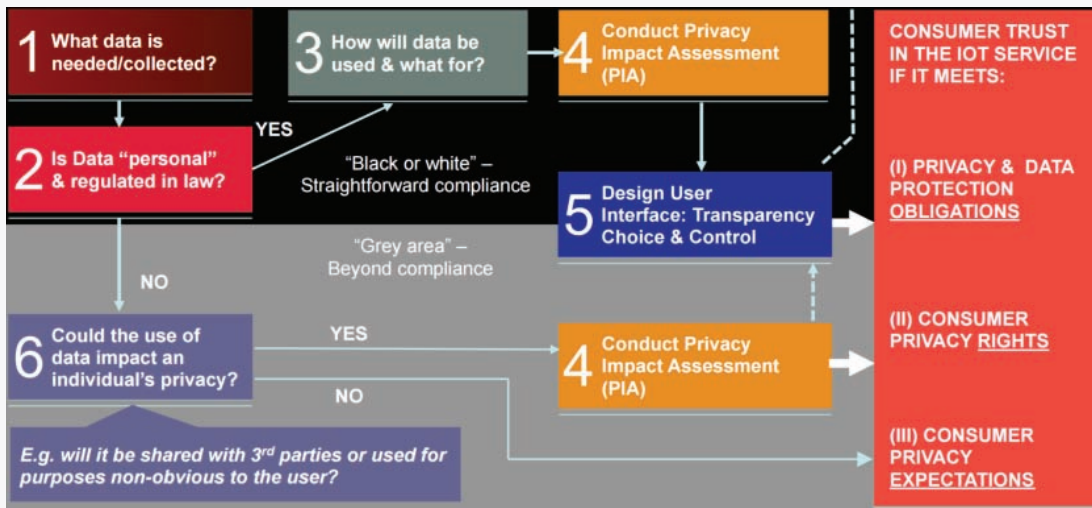 1 What data is
needed/collected?
3 How will data be
used & what for?
4 Conduct Privacy
Impact Assessment
(PIA)
CONSUMER TRUST
IN THE IOT SERVICE
IF IT MEETS:
2 Is Data “personal”
& regulated in law?
YES
“Black or white” –
Straightforward compliance
5 Design User
Interface: Transparency
Choice & Control
(I) PRIVACY & DATA
PROTECTION
OBLIGATIONS
“Grey area” –
Beyond compliance
NO
6 Could the use of
data impact an
individual’s privacy?
YES
NO
4 Conduct Privacy
Impact Assessment
(PIA)
(II) CONSUMER
PRIVACY RIGHTS
E.g. will it be shared with 3rd parties or used for
purposes non-obvious to the user?
(III) CONSUMER
PRIVACY
EXPECTATIONS